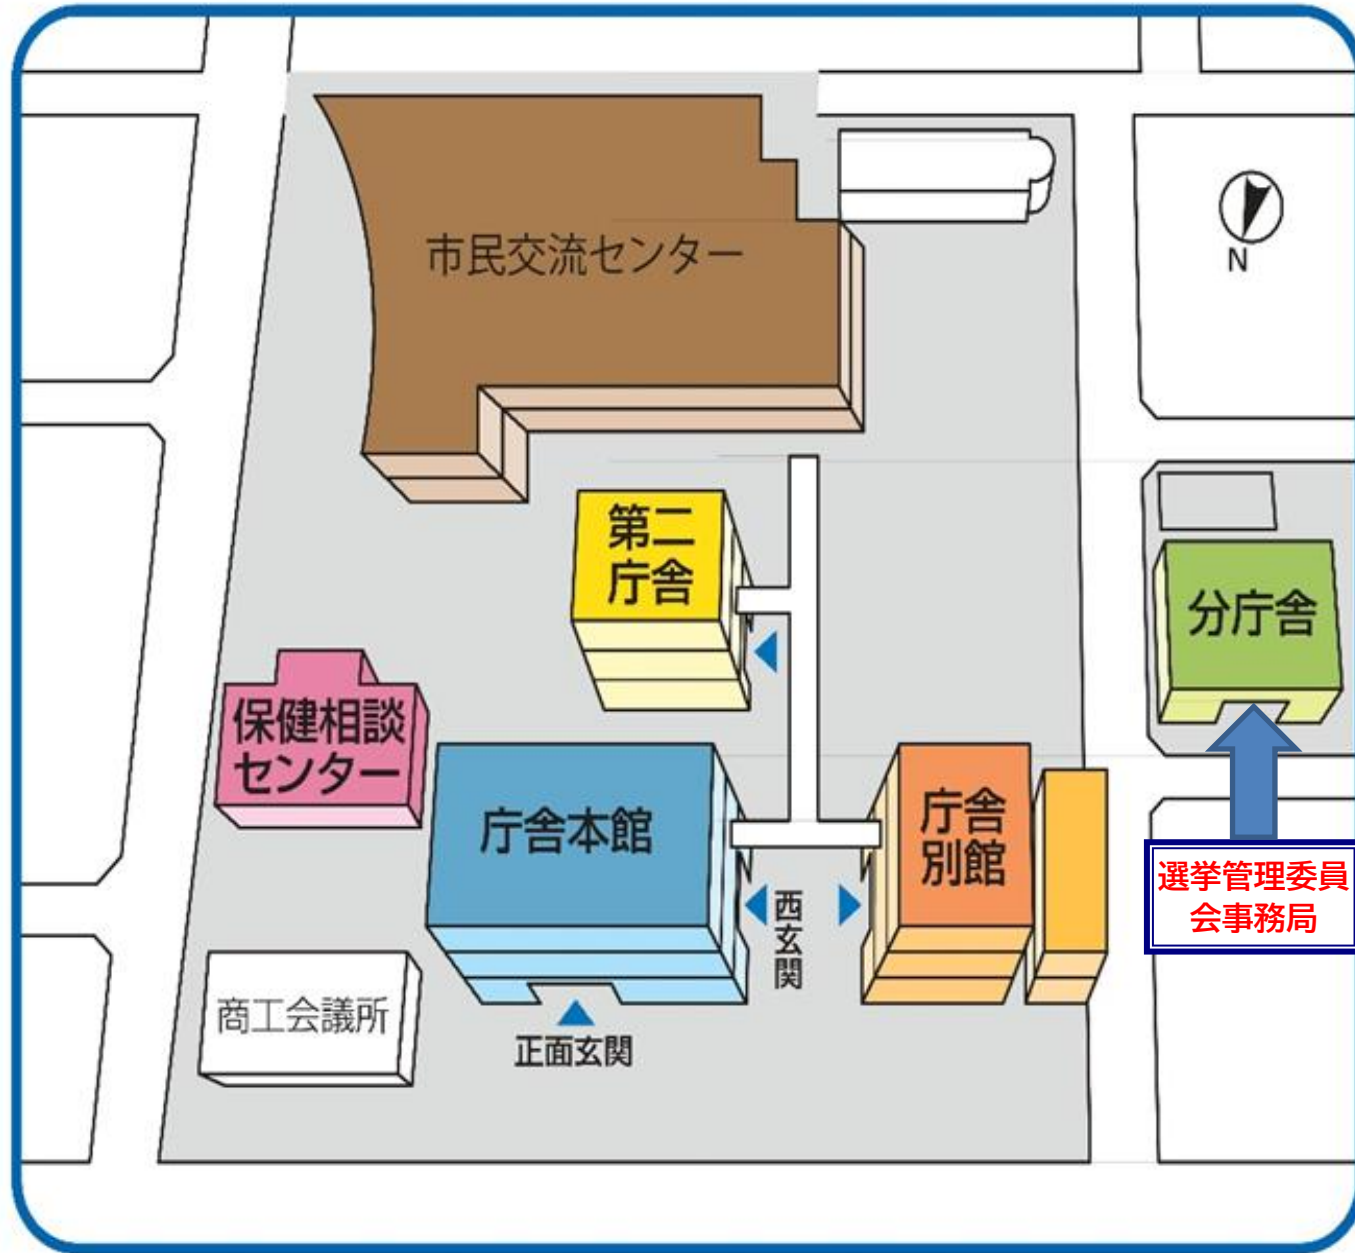 市民交流センター
N
第二
庁舎
分庁舎
保健相談
センター
庁舎本館
庁舎
別館
選挙管理委員
会事務局
西玄関
商工会議所
正面玄関